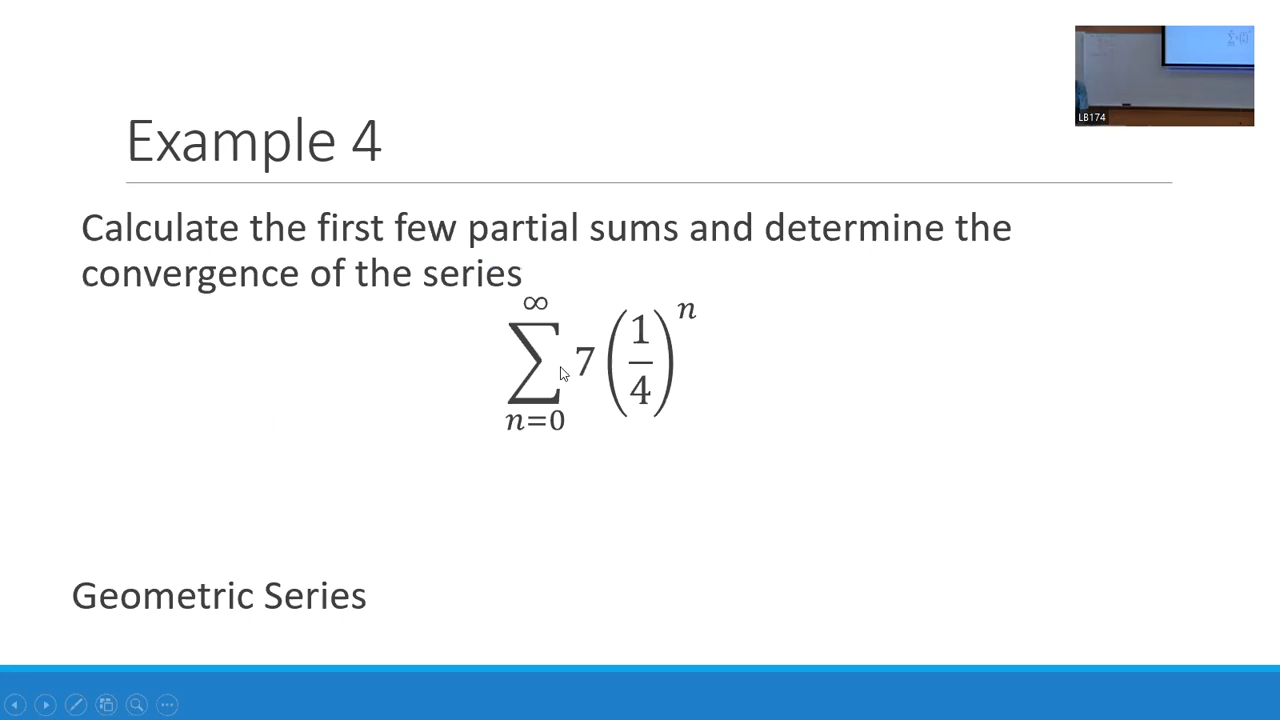 LB174
Example 4
Calculate the first few partial sums and determine the
convergence of the series
∞
∑ 7 (1/4)^n
n=0
Geometric Series